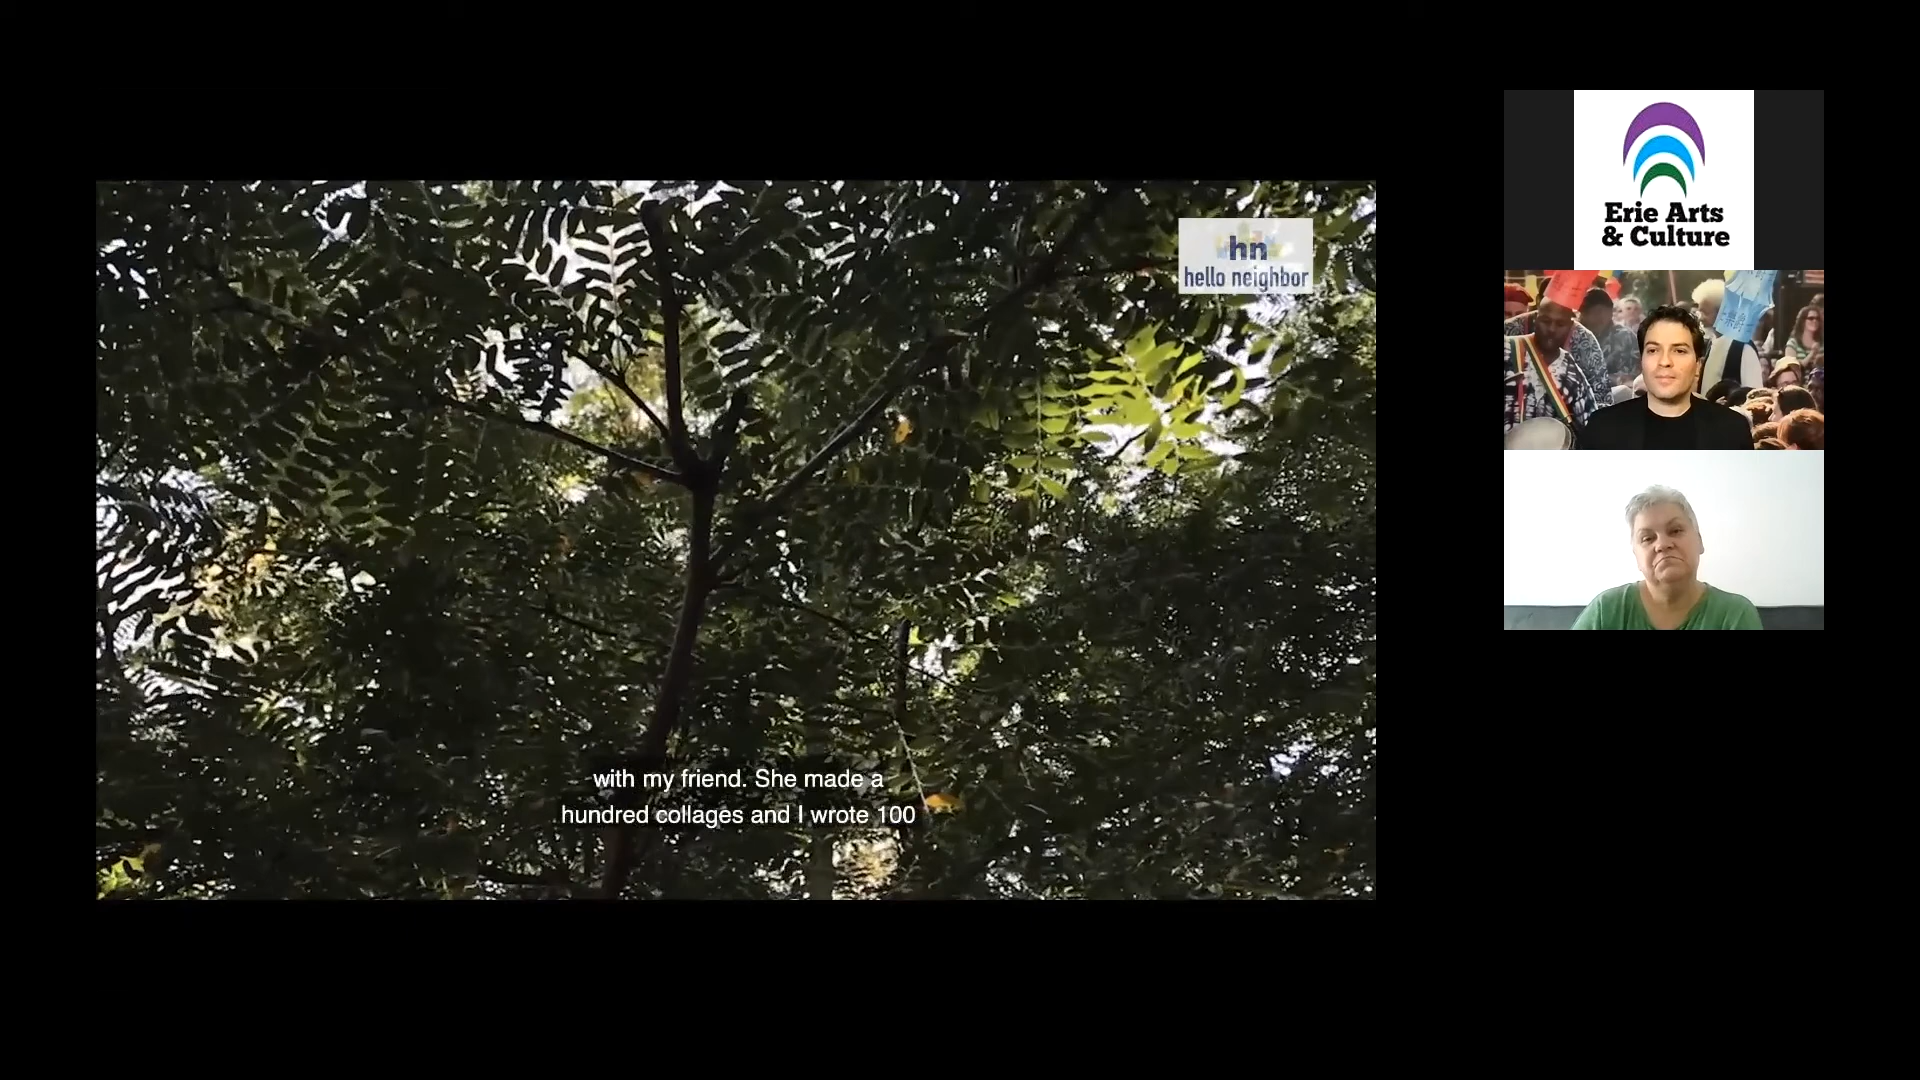 hn
hello neighbor
with my friend. She made a
hundred collages and I wrote 100
Erie Arts
& Culture